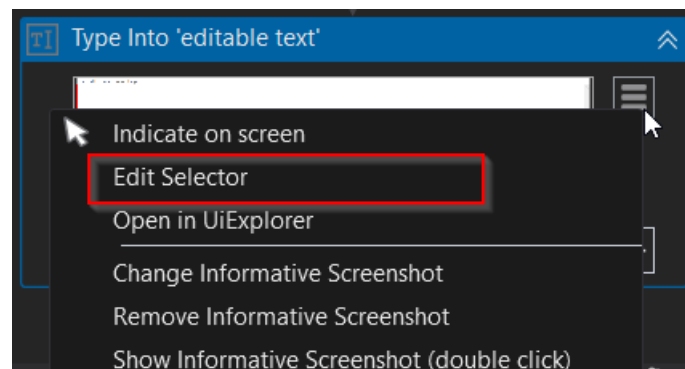 TI Type Into 'editable text'
Indicate on screen
Edit Selector
Open in UiExplorer
Change Informative Screenshot
Remove Informative Screenshot
Show Informative Screenshot (double click)